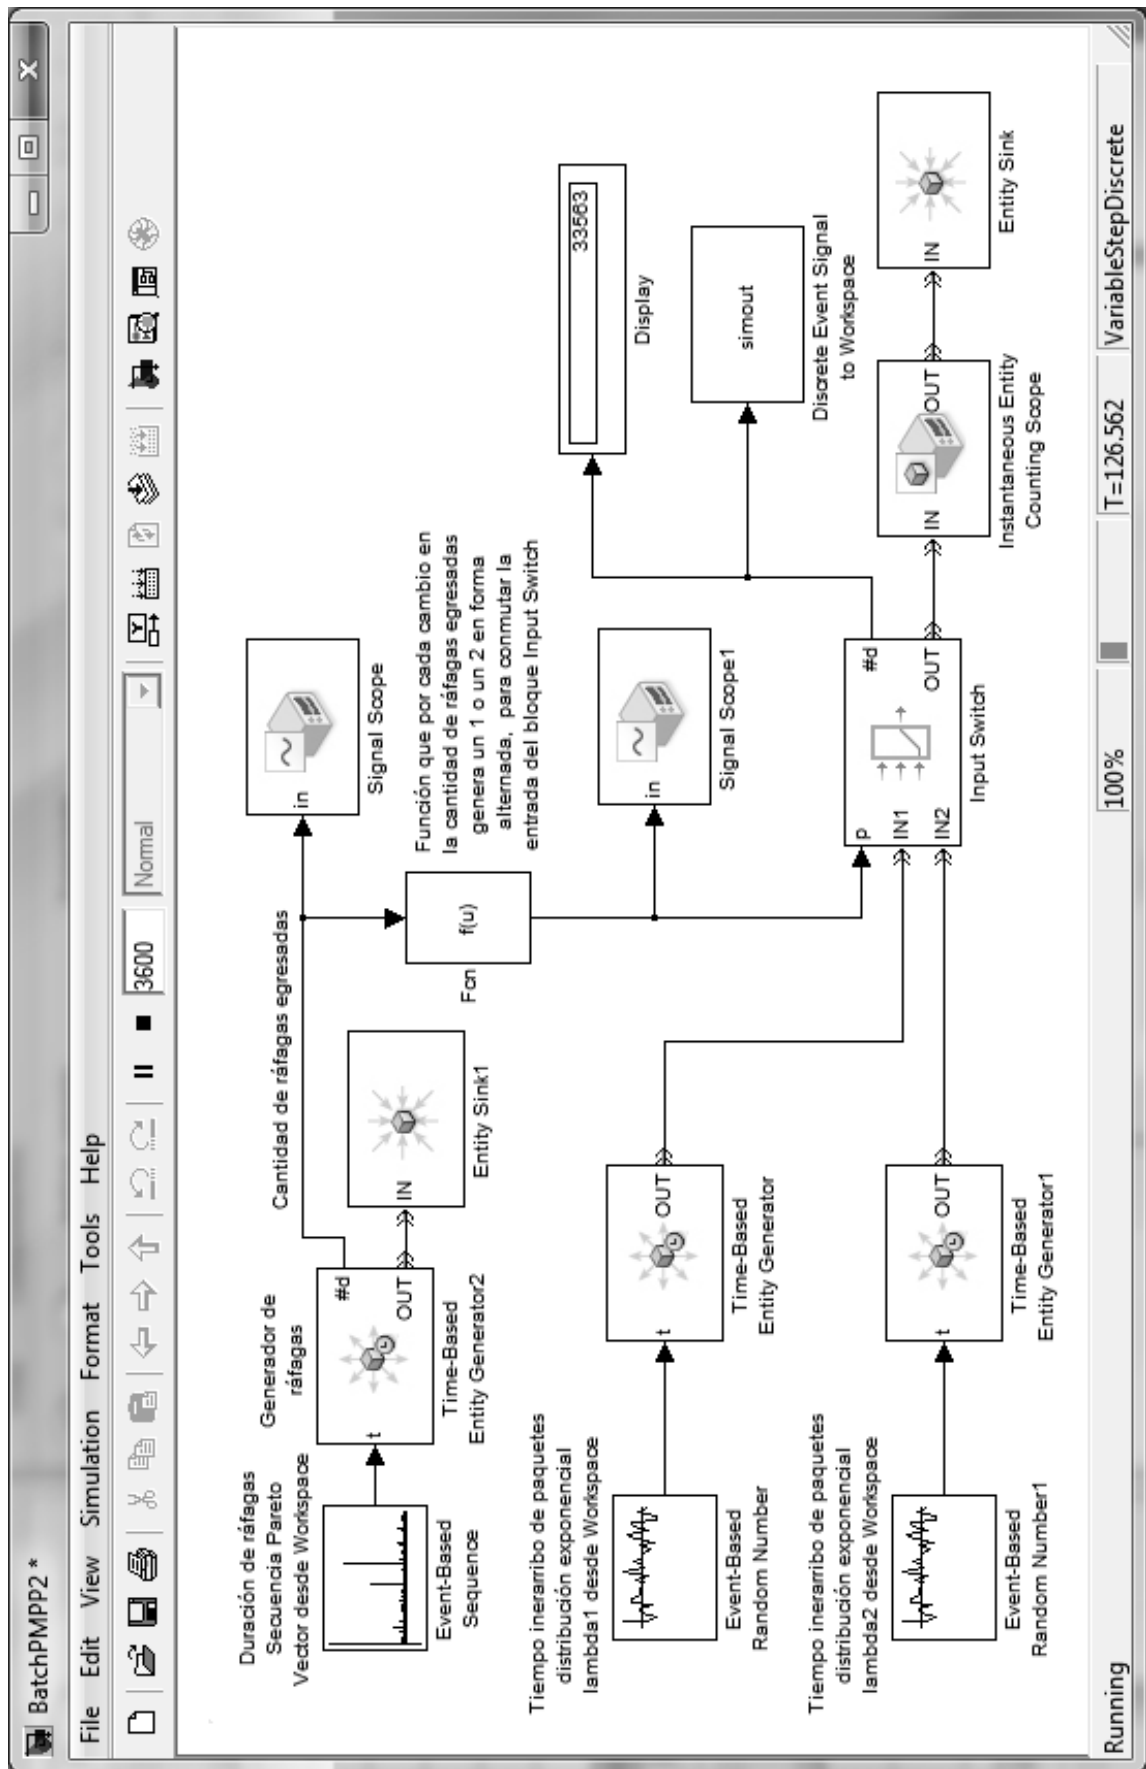 BatchPMPP2 *
File Edit View Simulation Format Tools Help
3600
Normal
Duración de ráfagas
Secuencia Pareto
Vector desde Workspace
Event-Based
Sequence
Generador de
ráfagas
t
#d
OUT
Time-Based
Entity Generator2
Cantidad de ráfagas egresadas
IN
Entity Sink1
in
Signal Scope
f(u)
Fcn
Función que por cada cambio en
la cantidad de ráfagas egresadas
genera un 1 o un 2 en forma
alternada, para conmutar la
entrada del bloque Input Switch
in
Signal Scope1
33563
Display
simout
Discrete Event Signal
to Workspace
Tiempo inerarribo de paquetes
distribución exponencial
lambda1 desde Workspace
Event-Based
Random Number
t
OUT
Time-Based
Entity Generator
Tiempo inerarribo de paquetes
distribución exponencial
lambda2 desde Workspace
Event-Based
Random Number1
t
OUT
Time-Based
Entity Generator1
p
IN1
IN2
#d
OUT
Input Switch
IN
OUT
Instantaneous Entity
Counting Scope
IN
Entity Sink
Running
100%
T=126.562
VariableStepDiscrete